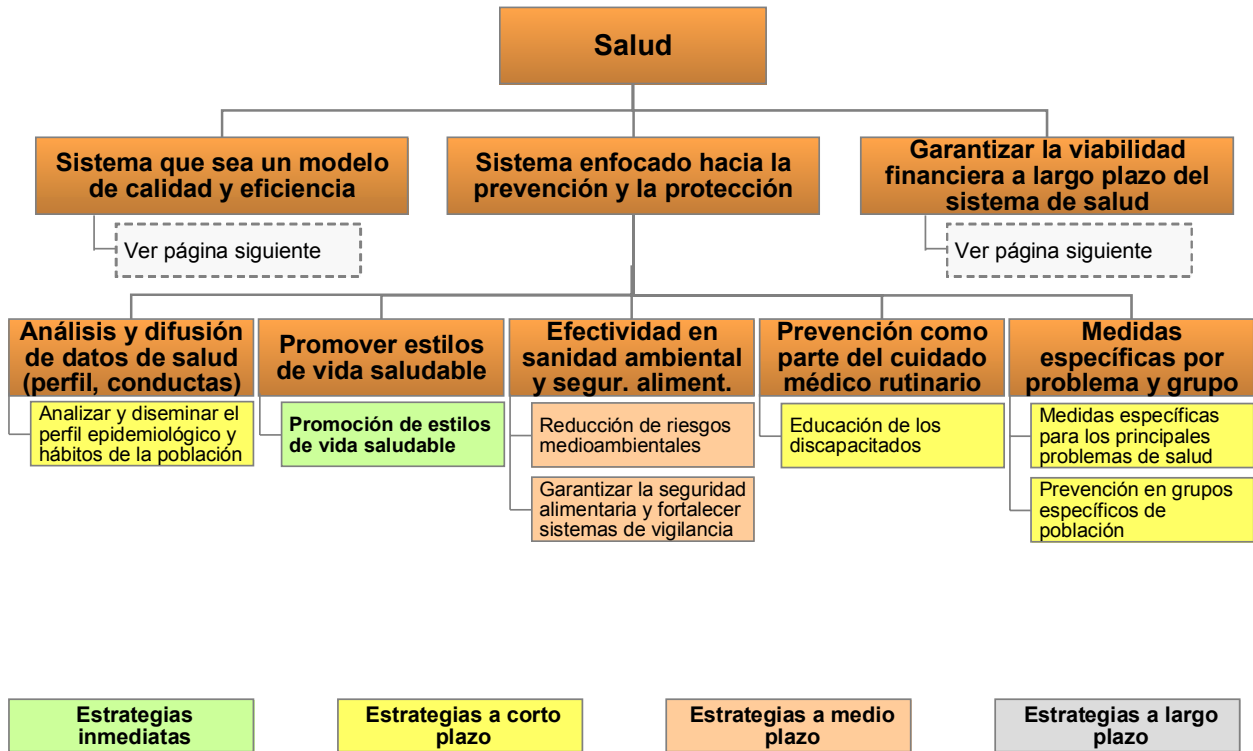 Salud
Sistema que sea un modelo
de calidad y eficiencia
Ver página siguiente
Sistema enfocado hacia la
prevención y la protección
Garantizar la viabilidad
financiera a largo plazo del
sistema de salud
Ver página siguiente
Análisis y difusión
de datos de salud
(perfil, conductas)
Analizar y diseminar el
perfil epidemiológico y
hábitos de la población
Promover estilos
de vida saludable
Promoción de estilos
de vida saludable
Efectividad en
sanidad ambiental
y segur. aliment.
Reducción de riesgos
medioambientales
Garantizar la seguridad
alimentaria y fortalecer
sistemas de vigilancia
Prevención como
parte del cuidado
médico rutinario
Educación de los
discapacitados
Medidas
específicas por
problema y grupo
Medidas específicas
para los principales
problemas de salud
Prevención en grupos
específicos de
población
Estrategias
inmediatas
Estrategias a corto
plazo
Estrategias a medio
plazo
Estrategias a largo
plazo